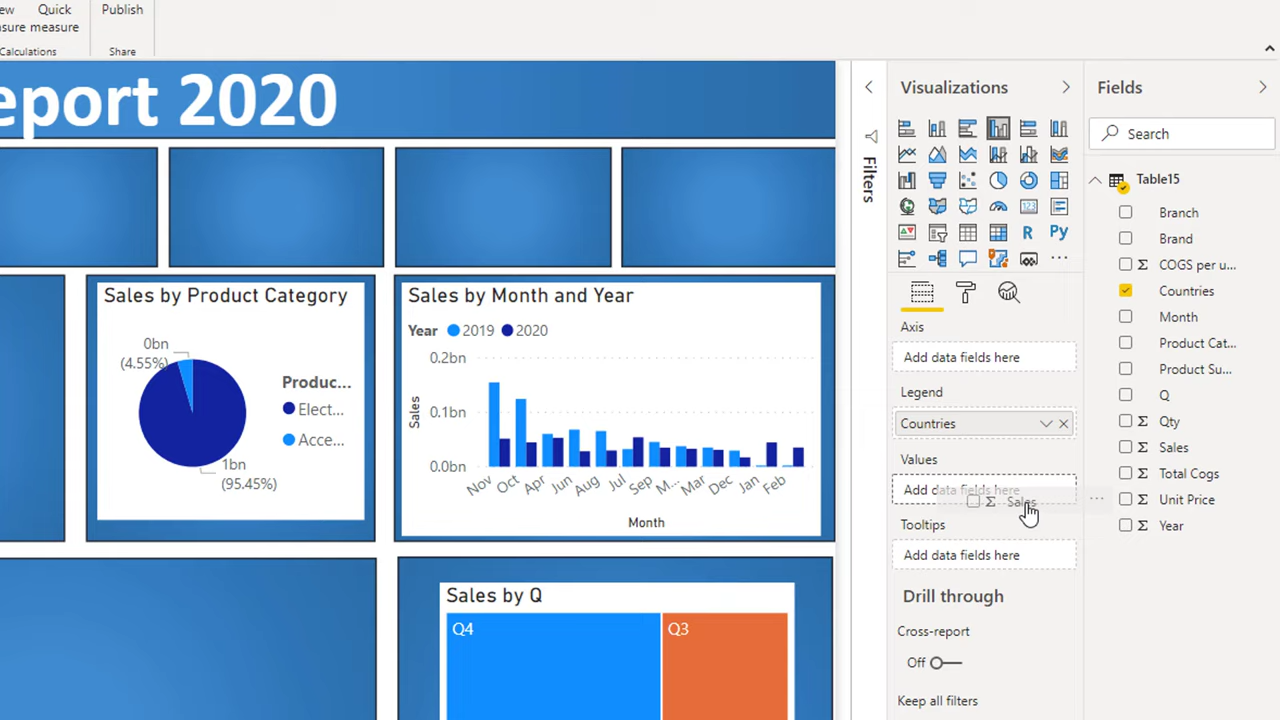 ew
Quick
Publish
sure
measure
Calculations
Share
eport 2020
Visualizations
Fields
Filters
Search
Table15
Branch
Brand
COGS per u...
Countries
Month
Product Cat...
Product Su...
Q
Qty
Sales
Total Cogs
Unit Price
Year
R
Py
Axis
Add data fields here
Legend
Countries
Values
Add data fields here
Sales
Tooltips
Add data fields here
Drill through
Cross-report
Off
Keep all filters
Sales by Product Category
0bn
(4.55%)
1bn
(95.45%)
Produc...
Elect...
Acce...
Sales by Month and Year
Year 2019 2020
0.2bn
0.1bn
0.0bn
Sales
Nov Oct Apr Jun Aug Jul Sep M... Mar Dec Jan Feb
Month
Sales by Q
Q4
Q3